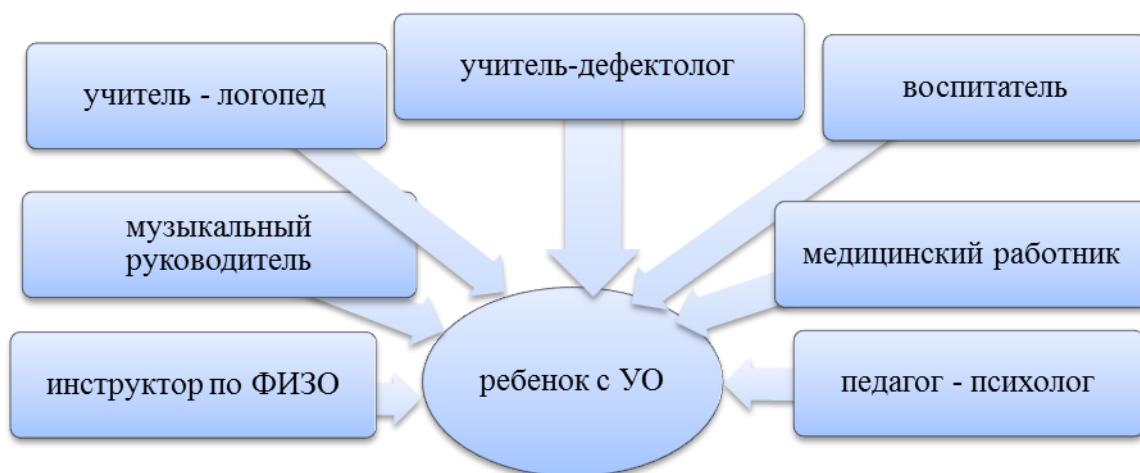 учитель - логопед
учитель-дефектолог
воспитатель
музыкальный
руководитель
медицинский работник
инструктор по ФИЗО
ребенок с УО
педагог - психолог